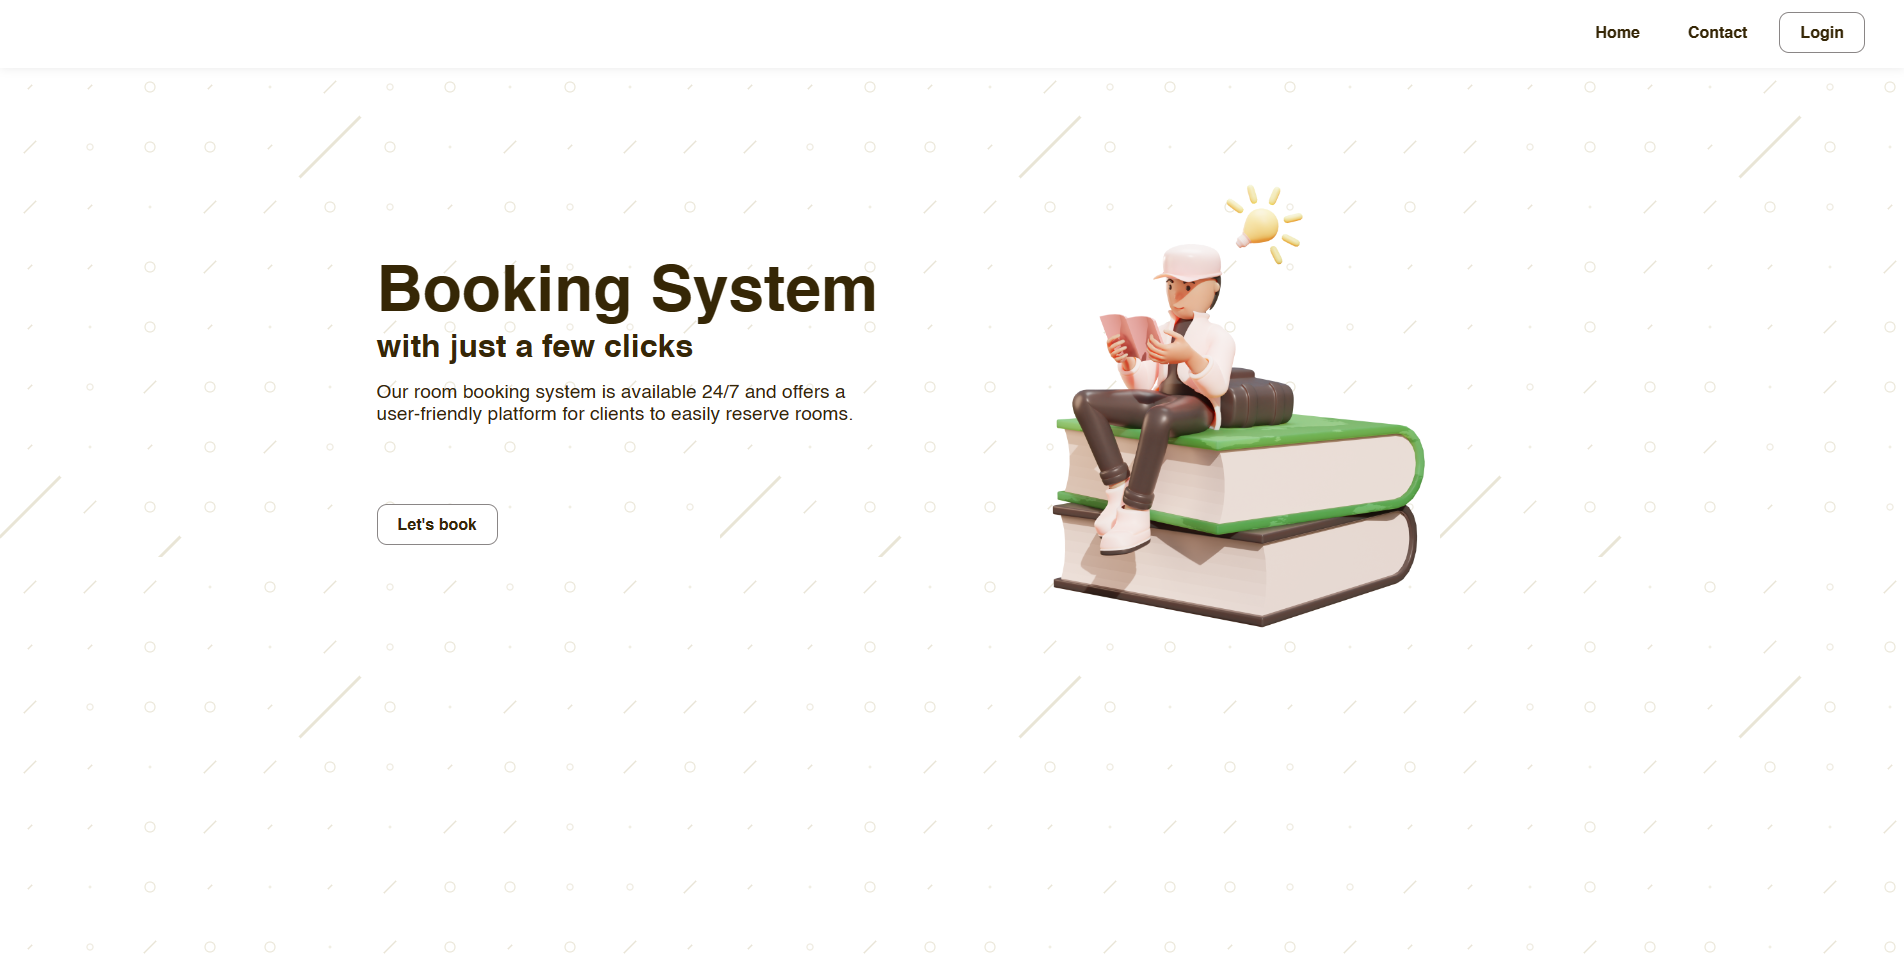 Home Contact Login
Booking System
with just a few clicks
Our room booking system is available 24/7 and offers a
user-friendly platform for clients to easily reserve rooms.
Let's book